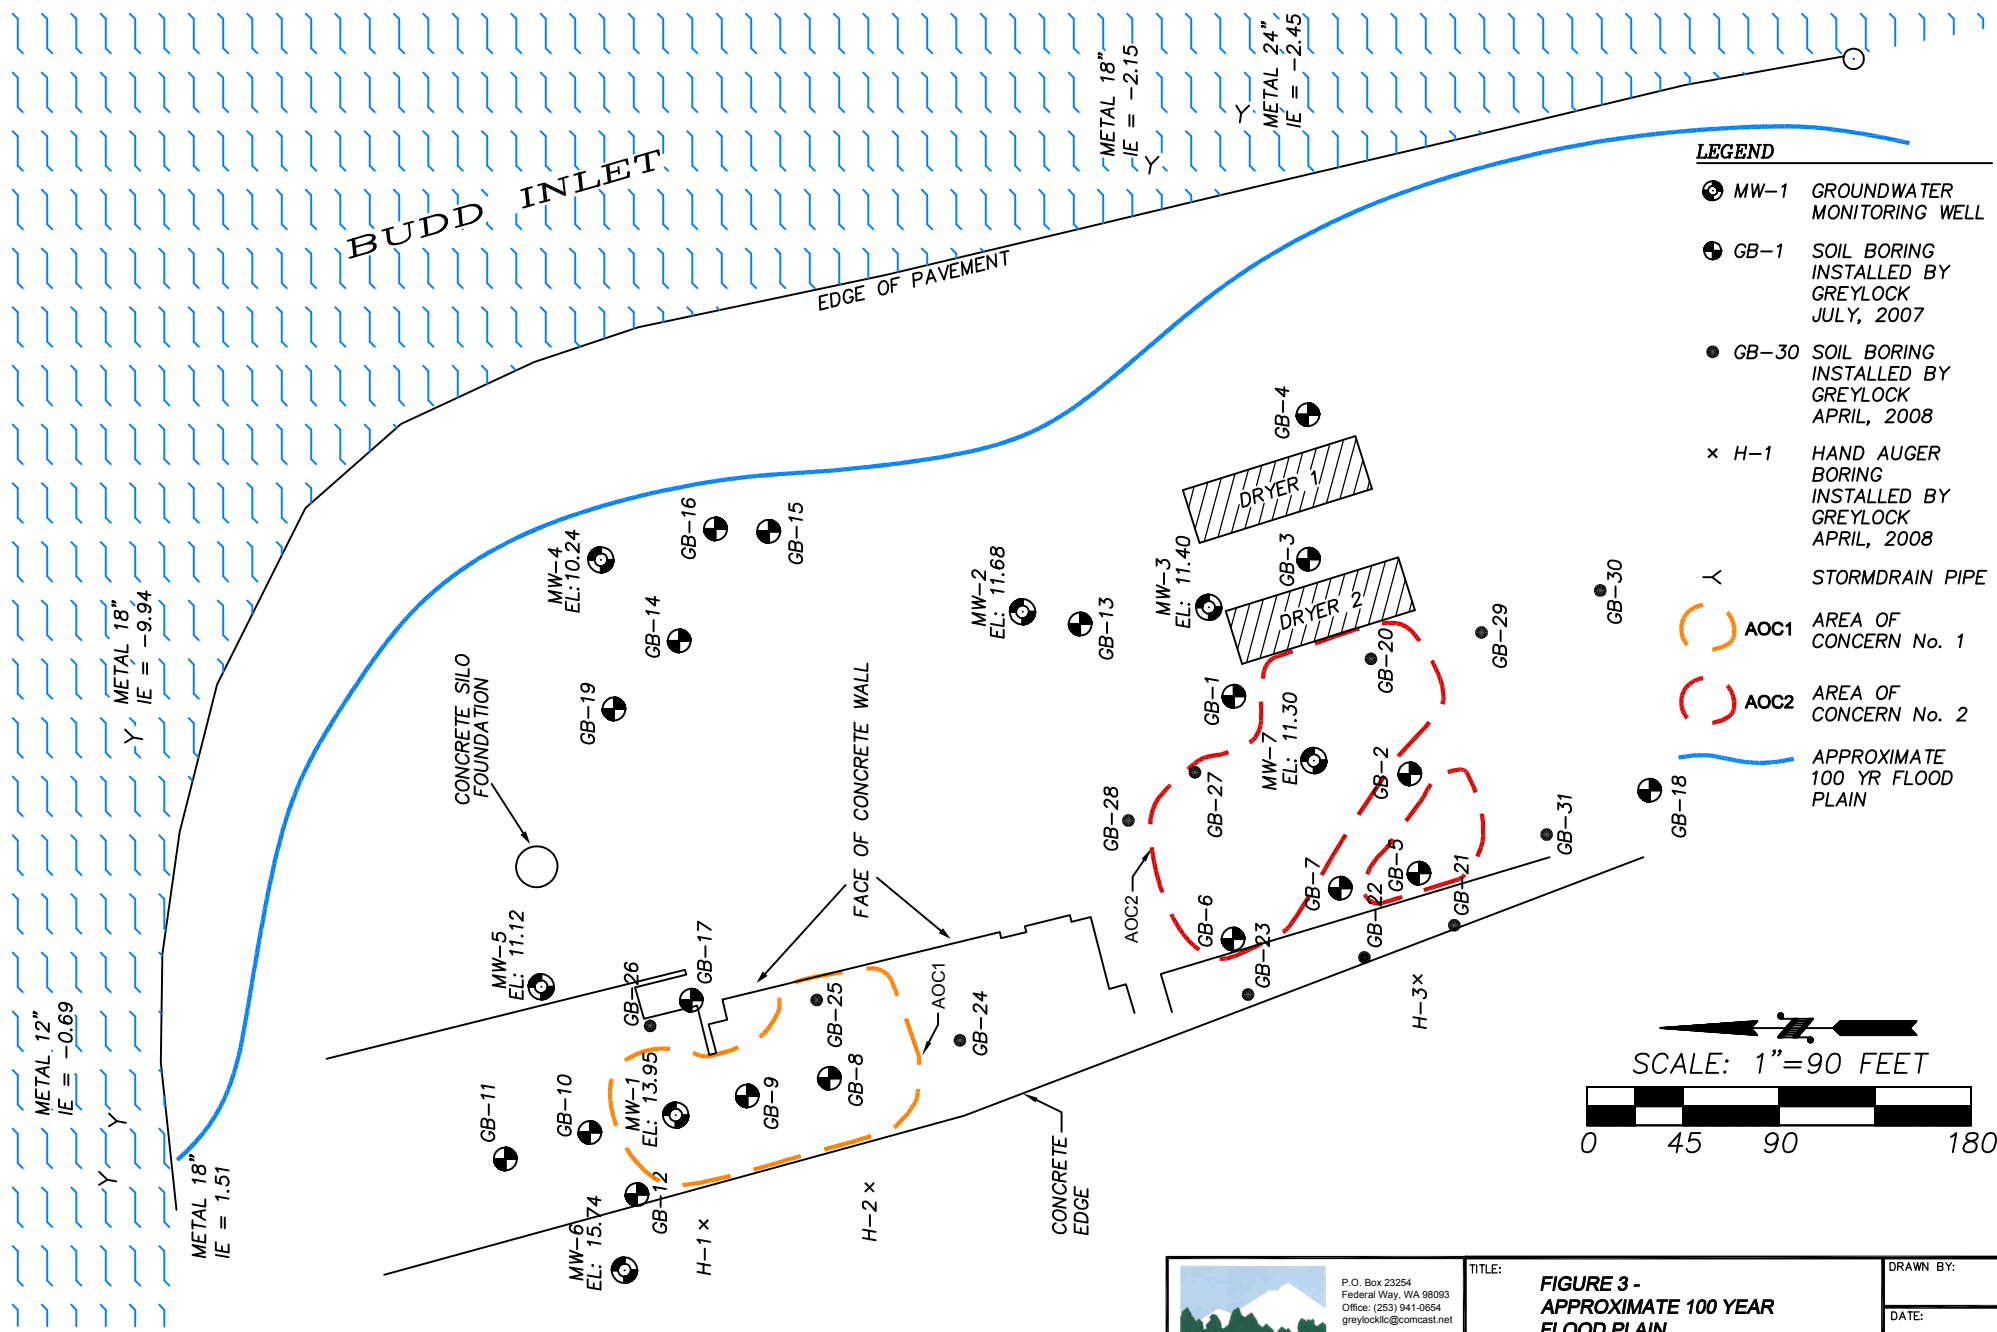 METAL 18"
IE = -2.15
METAL 24"
IE = -2.45
BUDD INLET
EDGE OF PAVEMENT
LEGEND
MW-1 GROUNDWATER
MONITORING WELL
GB-1 SOIL BORING
INSTALLED BY
GREYLOCK
JULY, 2007
GB-30 SOIL BORING
INSTALLED BY
GREYLOCK
APRIL, 2008
H-1 HAND AUGER
BORING
INSTALLED BY
GREYLOCK
APRIL, 2008
STORMDRAIN PIPE
AOC1 AREA OF
CONCERN No. 1
AOC2 AREA OF
CONCERN No. 2
APPROXIMATE
100 YR FLOOD
PLAIN
GB-4
DRYER 1
GB-16
GB-15
MW-4
EL:10.24
GB-14
GB-19
MW-2
EL: 11.68
GB-13
MW-3
EL: 11.40
GB-3
DRYER 2
GB-20
GB-29
GB-30
METAL 18"
IE = -9.94
CONCRETE SILO
FOUNDATION
FACE OF CONCRETE WALL
GB-1
MW-7
EL: 11.30
GB-2
GB-28
GB-27
GB-18
GB-31
GB-5
GB-7
GB-21
GB-22
AOC2
GB-6
GB-23
MW-5
EL: 11.12
GB-26
GB-17
GB-25
AOC1
GB-24
H-3
METAL 12"
IE = -0.69
GB-11
GB-10
MW-1
EL: 13.95
GB-9
GB-8
METAL 18"
IE = 1.51
MW-6
EL: 15.74
GB-12
H-1
H-2
CONCRETE
EDGE
SCALE: 1"=90 FEET
0 45 90 180
P.O. Box 23254
Federal Way, WA 98093
Office: (253) 941-0654
greylockllc@comcast.net
TITLE:
FIGURE 3 -
APPROXIMATE 100 YEAR
FLOOD PLAIN
DRAWN BY:
DATE: